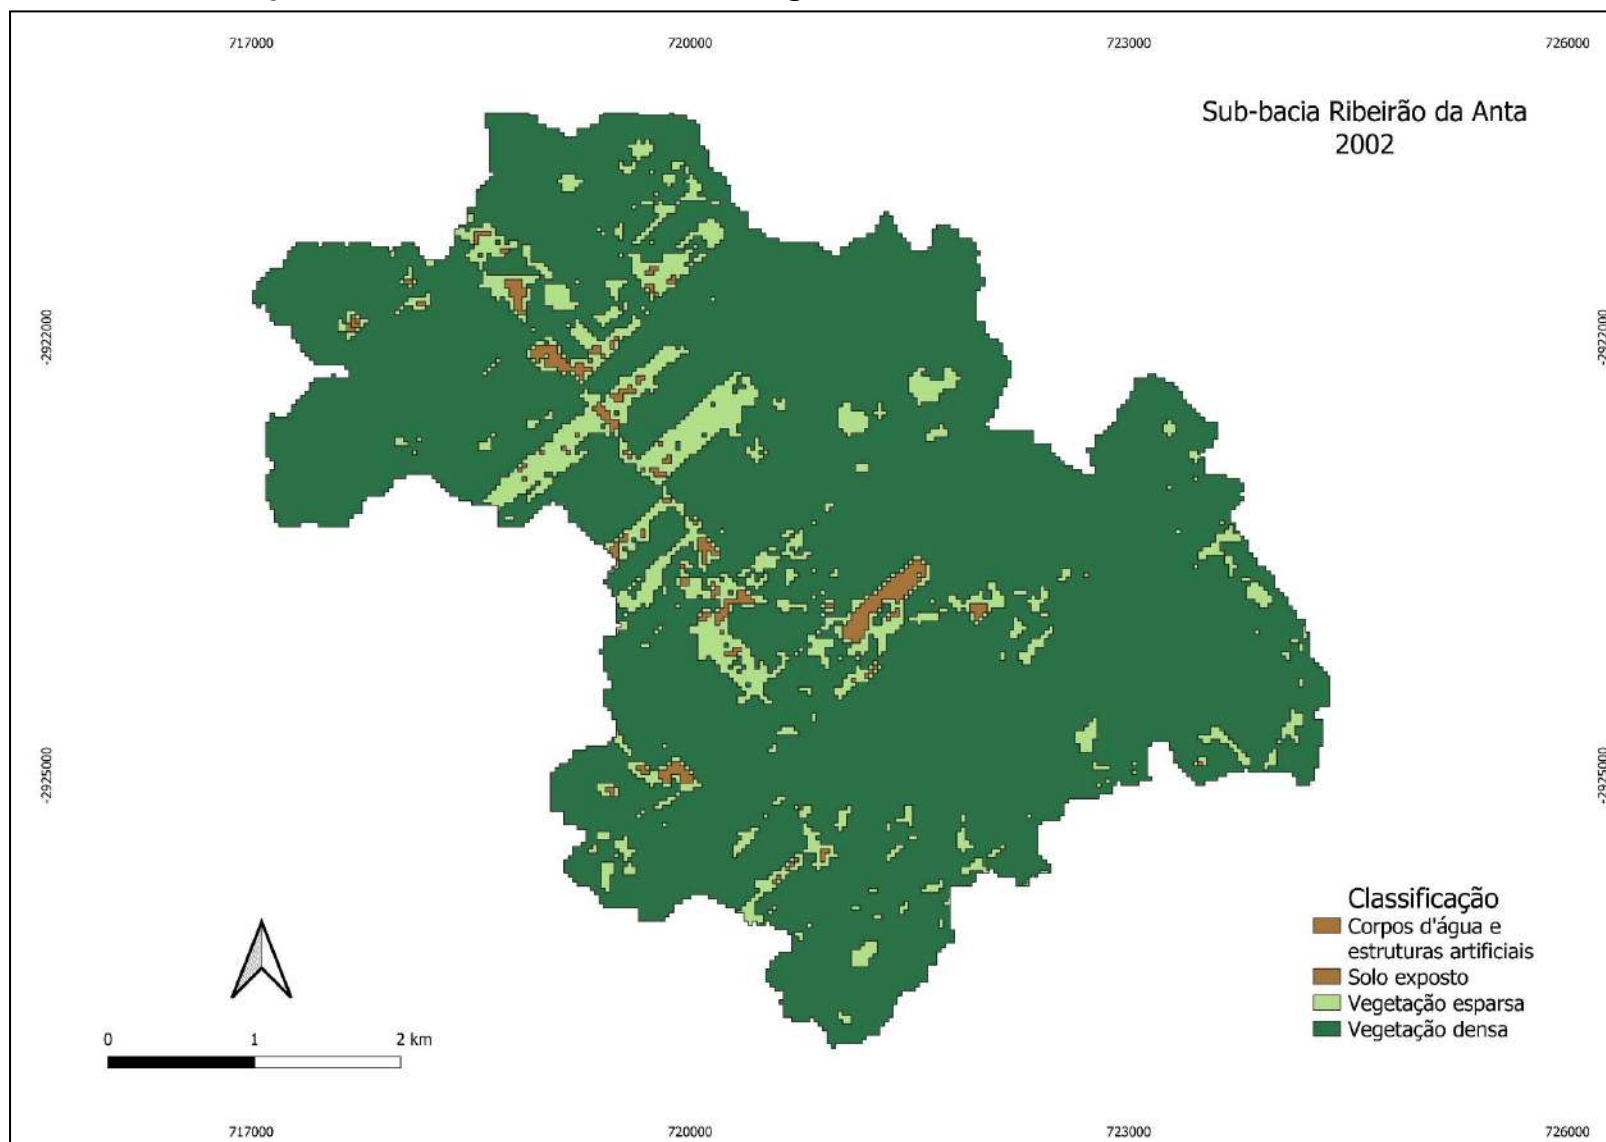 717000
720000
723000
726000
Sub-bacia Ribeirão da Anta
2002
-2922000
-2922000
-2925000
-2925000
Classificação
Corpos d'água e
estruturas artificiais
Solo exposto
Vegetação esparsa
Vegetação densa
0 1 2 km
717000
720000
723000
726000